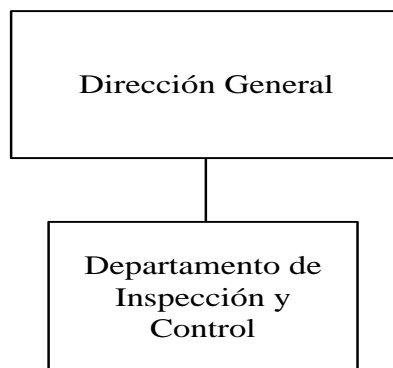 Dirección General
Departamento de
Inspección y
Control